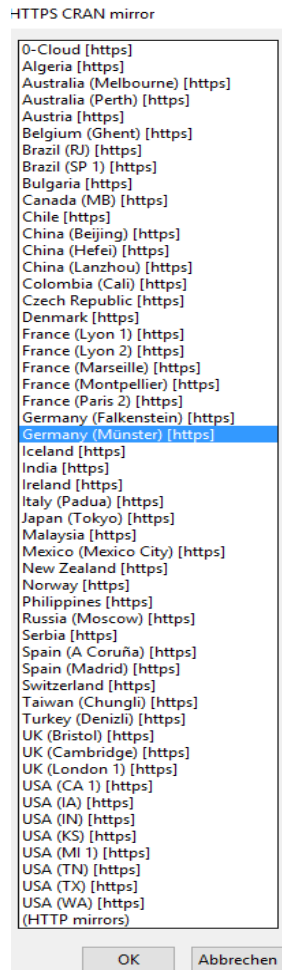 HTTPS CRAN mirror
0-Cloud [https]
Algeria [https]
Australia (Melbourne) [https]
Australia (Perth) [https]
Austria [https]
Belgium (Ghent) [https]
Brazil (RJ) [https]
Brazil (SP 1) [https]
Bulgaria [https]
Canada (MB) [https]
Chile [https]
China (Beijing) [https]
China (Hefei) [https]
China (Lanzhou) [https]
Colombia (Cali) [https]
Czech Republic [https]
Denmark [https]
France (Lyon 1) [https]
France (Lyon 2) [https]
France (Marseille) [https]
France (Montpellier) [https]
France (Paris 2) [https]
Germany (Falkenstein) [https]
Germany (Münster) [https]
Iceland [https]
India [https]
Ireland [https]
Italy (Padua) [https]
Japan (Tokyo) [https]
Malaysia [https]
Mexico (Mexico City) [https]
New Zealand [https]
Norway [https]
Philippines [https]
Russia (Moscow) [https]
Serbia [https]
Spain (A Coruña) [https]
Spain (Madrid) [https]
Switzerland [https]
Taiwan (Chungli) [https]
Turkey (Denizli) [https]
UK (Bristol) [https]
UK (Cambridge) [https]
UK (London 1) [https]
USA (CA 1) [https]
USA (IA) [https]
USA (IN) [https]
USA (KS) [https]
USA (MI 1) [https]
USA (TN) [https]
USA (TX) [https]
USA (WA) [https]
(HTTP mirrors)
OK Abbrechen